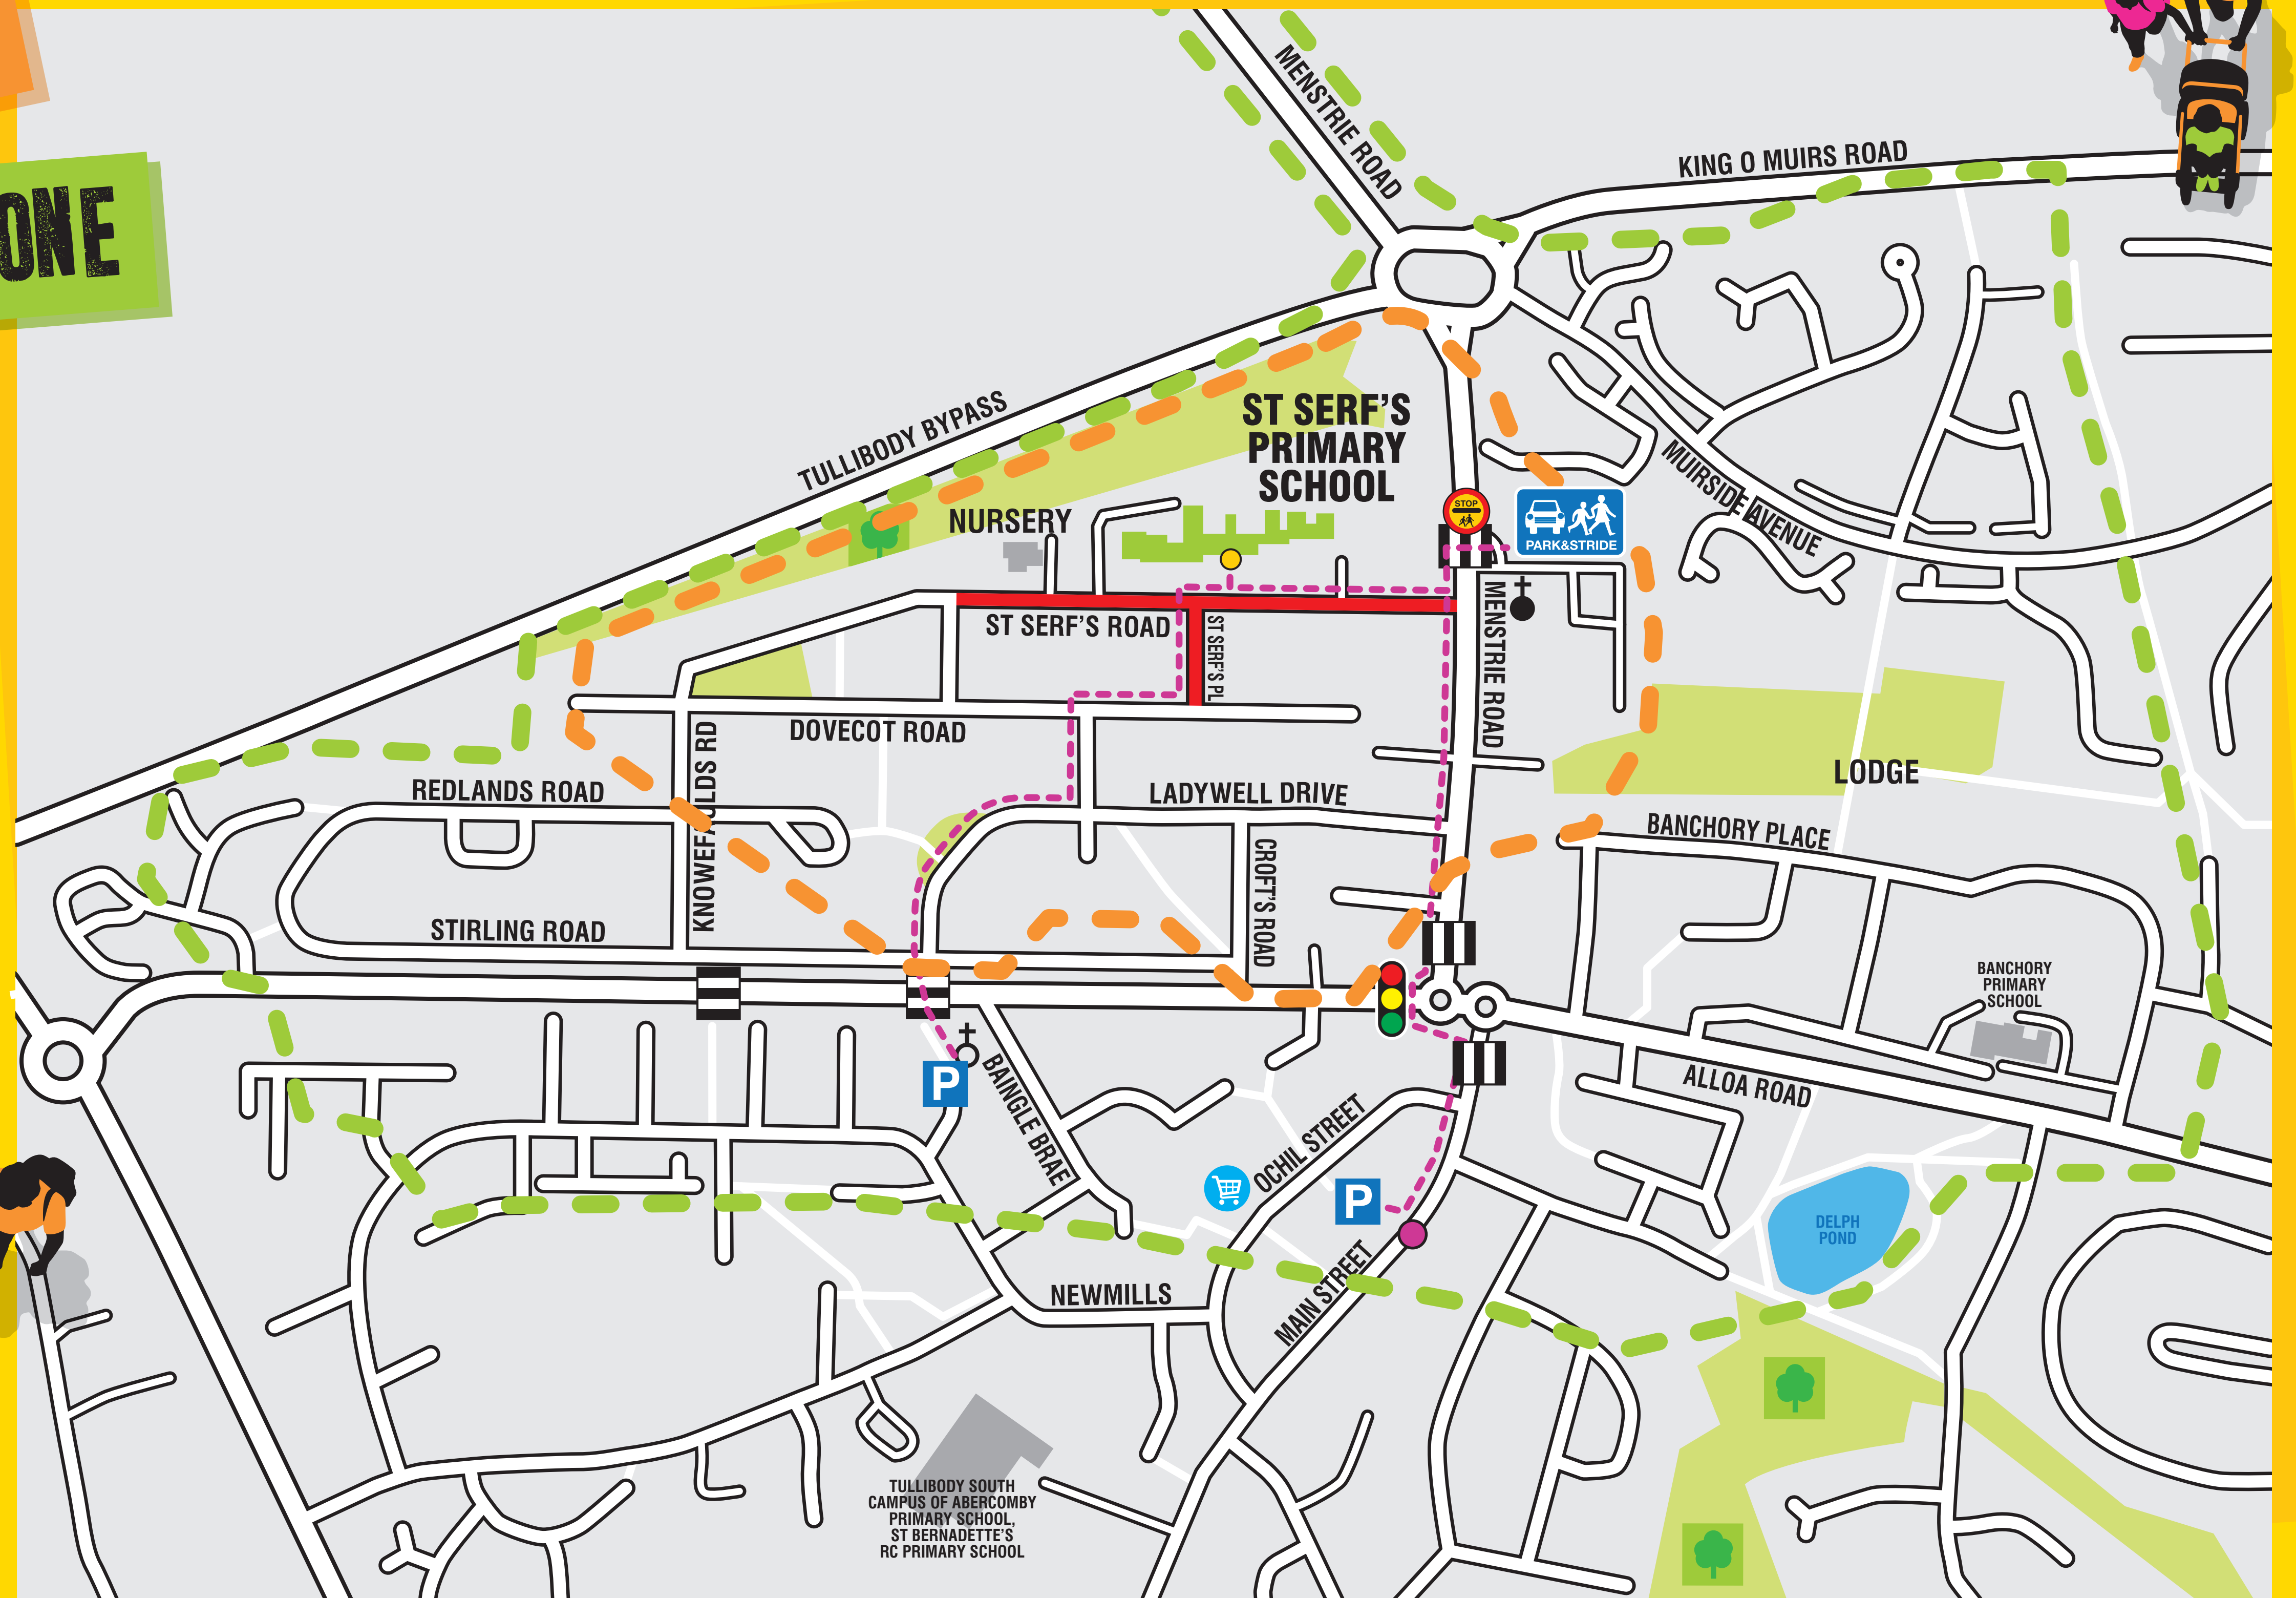 MENSTRIE ROAD
KING O MUIRS ROAD
ONE
TULLIBODY BYPASS
ST SERF'S
PRIMARY
SCHOOL
NURSERY
STOP
PARK&STRIDE
MUIRSIDE AVENUE
ST SERF'S ROAD
ST SERF'S PL
MENSTRIE ROAD
DOVECOT ROAD
KNOWEFAULDS RD
REDLANDS ROAD
LADYWELL DRIVE
LODGE
BANCHORY PLACE
CROFT'S ROAD
STIRLING ROAD
BANCHORY
PRIMARY
SCHOOL
P
BAINGLE BRAE
ALLOA ROAD
OCHIL STREET
P
DELPH
POND
MAIN STREET
NEWMILLS
TULLIBODY SOUTH
CAMPUS OF ABERCOMBY
PRIMARY SCHOOL,
ST BERNADETTE'S
RC PRIMARY SCHOOL